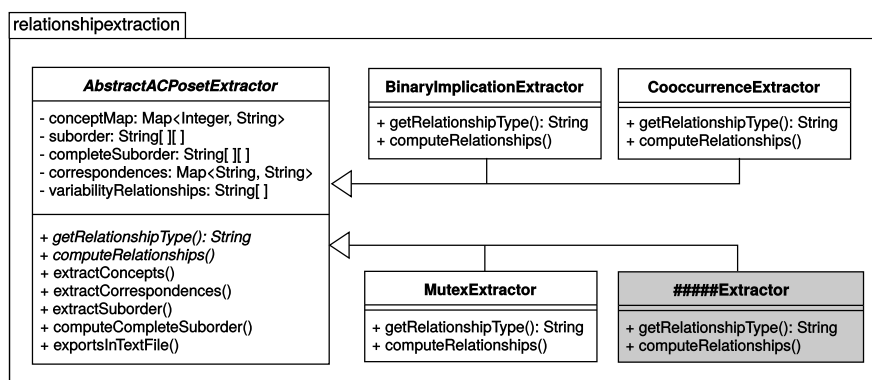 relationshipextraction
AbstractACPosetExtractor
- conceptMap: Map<Integer, String>
- suborder: String[ ][ ]
- completeSuborder: String[ ][ ]
- correspondences: Map<String, String>
- variabilityRelationships: String[ ]
+ getRelationshipType(): String
+ computeRelationships()
+ extractConcepts()
+ extractCorrespondences()
+ extractSuborder()
+ computeCompleteSuborder()
+ exportsInTextFile()
BinaryImplicationExtractor
+ getRelationshipType(): String
+ computeRelationships()
CooccurrenceExtractor
+ getRelationshipType(): String
+ computeRelationships()
MutexExtractor
+ getRelationshipType(): String
+ computeRelationships()
#####Extractor
+ getRelationshipType(): String
+ computeRelationships()